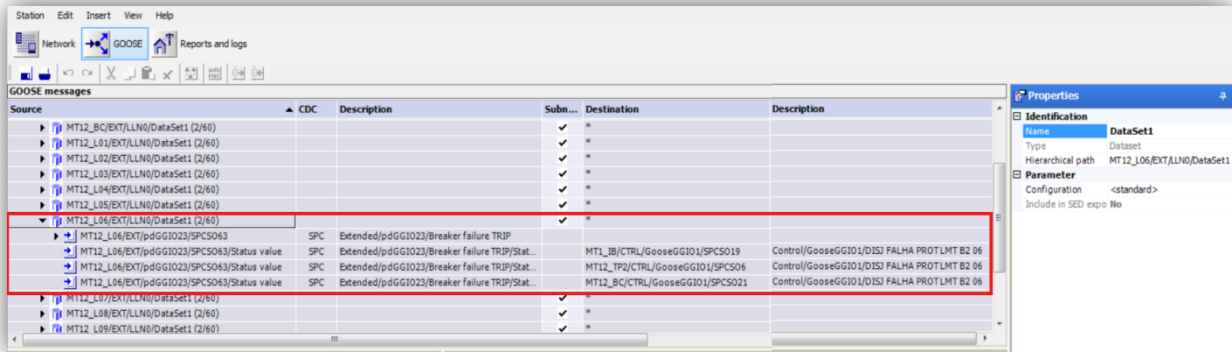 Station Edit Insert View Help
Network GOOSE Reports and logs
GOOSE messages
Source CDC Description Subn... Destination Description
MT12_BC/EXT/LLN0/DataSet1 (2/60) *
MT12_L01/EXT/LLN0/DataSet1 (2/60) *
MT12_L02/EXT/LLN0/DataSet1 (2/60) *
MT12_L03/EXT/LLN0/DataSet1 (2/60) *
MT12_L04/EXT/LLN0/DataSet1 (2/60) *
MT12_L05/EXT/LLN0/DataSet1 (2/60) *
MT12_L06/EXT/LLN0/DataSet1 (2/60) *
MT12_L06/EXT/pdGGIO23/SPCSO63 SPC Extended/pdGGIO23/Breaker failure TRIP
MT12_L06/EXT/pdGGIO23/SPCSO63/Status value SPC Extended/pdGGIO23/Breaker failure TRIP/Stat... MT1_IB/CTRL/GooseGGIO1/SPCSO19 Control/GooseGGIO1/DISJ FALHA PROT LMT B2 06
MT12_L06/EXT/pdGGIO23/SPCSO63/Status value SPC Extended/pdGGIO23/Breaker failure TRIP/Stat... MT12_TP2/CTRL/GooseGGIO1/SPCSO6 Control/GooseGGIO1/DISJ FALHA PROT LMT B2 06
MT12_L06/EXT/pdGGIO23/SPCSO63/Status value SPC Extended/pdGGIO23/Breaker failure TRIP/Stat... MT12_BC/CTRL/GooseGGIO1/SPCSO21 Control/GooseGGIO1/DISJ FALHA PROT LMT B2 06
MT12_L07/EXT/LLN0/DataSet1 (2/60) *
MT12_L08/EXT/LLN0/DataSet1 (2/60) *
MT12_L09/EXT/LLN0/DataSet1 (2/60) *
Properties
Identification
Name DataSet1
Type Dataset
Hierarchical path MT12_L06/EXT/LLN0/DataSet1
Parameter
Configuration <standard>
Include in SED expo No